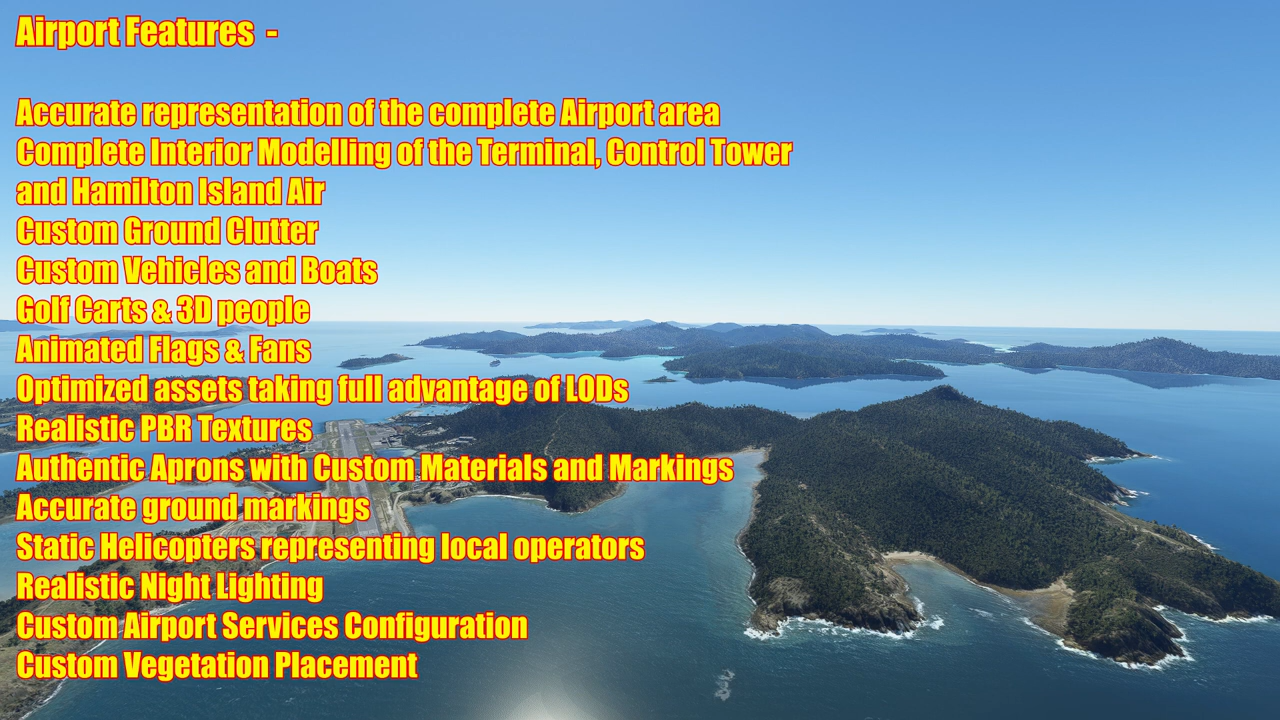 Airport Features -
Accurate representation of the complete Airport area
Complete Interior Modelling of the Terminal, Control Tower
and Hamilton Island Air
Custom Ground Clutter
Custom Vehicles and Boats
Golf Carts & 3D people
Animated Flags & Fans
Optimized assets taking full advantage of LODs
Realistic PBR Textures
Authentic Aprons with Custom Materials and Markings
Accurate ground markings
Static Helicopters representing local operators
Realistic Night Lighting
Custom Airport Services Configuration
Custom Vegetation Placement